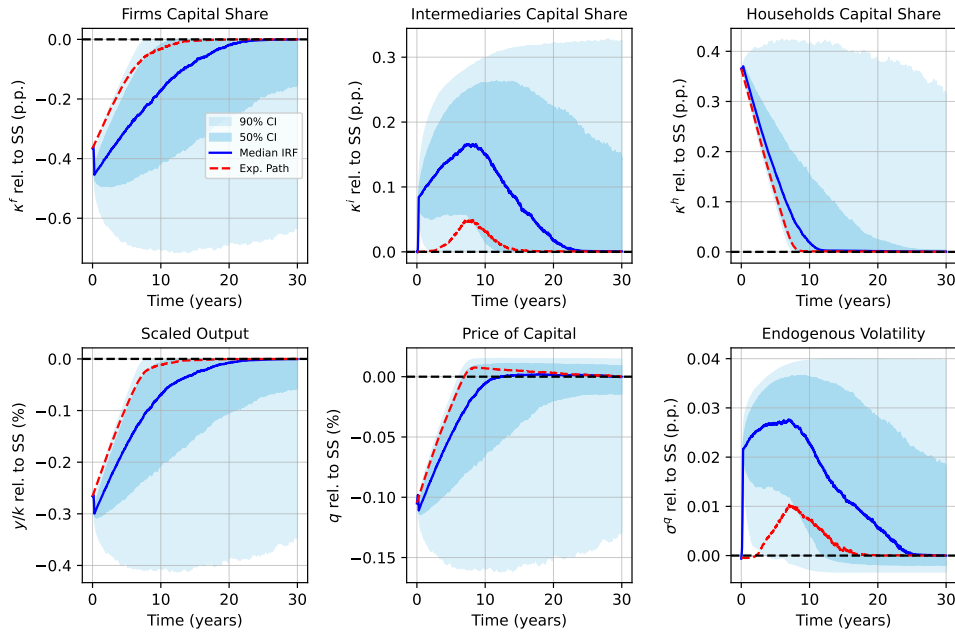 Firms Capital Share
κᶠ rel. to SS (p.p.)
0.0
−0.2
−0.4
−0.6
90% CI
50% CI
Median IRF
Exp. Path
0 10 20 30
Time (years)
Intermediaries Capital Share
κⁱ rel. to SS (p.p.)
0.3
0.2
0.1
0.0
0 10 20 30
Time (years)
Households Capital Share
κʰ rel. to SS (p.p.)
0.4
0.3
0.2
0.1
0.0
0 10 20 30
Time (years)
Scaled Output
y/k rel. to SS (%)
0.0
−0.1
−0.2
−0.3
−0.4
0 10 20 30
Time (years)
Price of Capital
q rel. to SS (%)
0.00
−0.05
−0.10
−0.15
0 10 20 30
Time (years)
Endogenous Volatility
σ^q rel. to SS (p.p.)
0.04
0.03
0.02
0.01
0.00
0 10 20 30
Time (years)